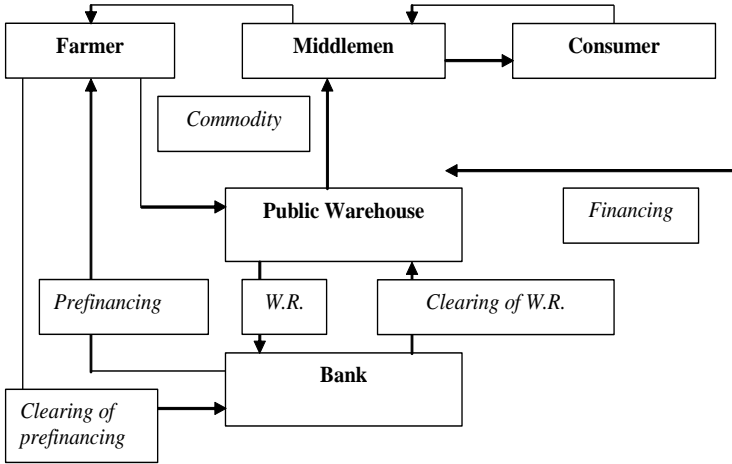 Farmer
Middlemen
Consumer
Commodity
Public Warehouse
Financing
Prefinancing
W.R.
Clearing of W.R.
Bank
Clearing of
prefinancing